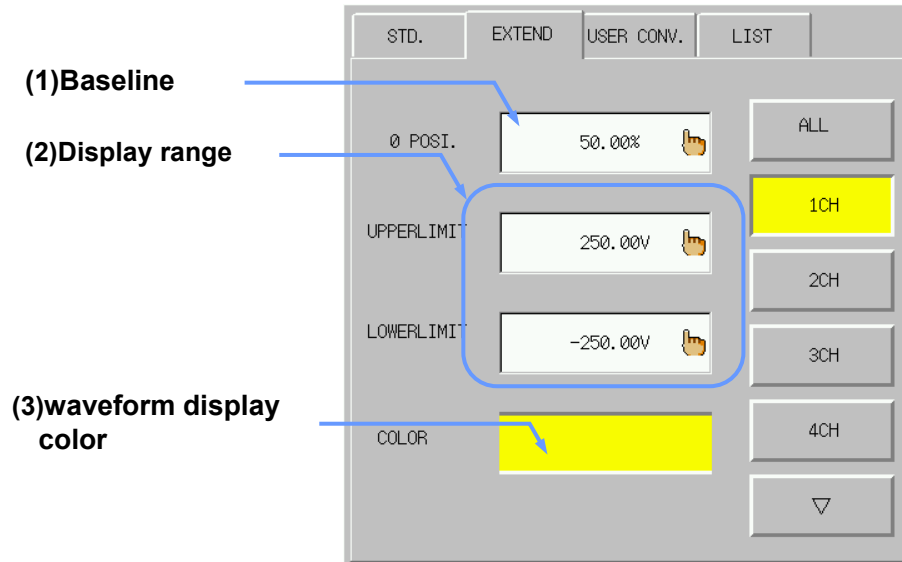 STD.
EXTEND
USER CONV.
LIST
(1)Baseline
0 POSI.
50.00%
ALL
(2)Display range
1CH
UPPERLIMIT
250.00V
2CH
LOWERLIMIT
-250.00V
3CH
(3)waveform display
color
COLOR
4CH